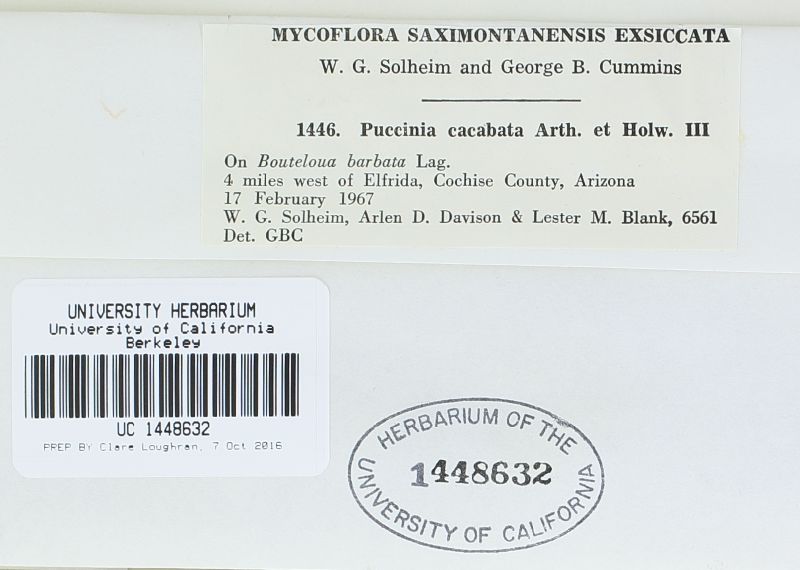 MYCOFLORA SAXIMONTANENSIS EXSICCATA
W. G. Solheim and George B. Cummins
1446. Puccinia cacabata Arth. et Holw. III
On Bouteloua barbata Lag.
4 miles west of Elfrida, Cochise County, Arizona
17 February 1967
W. G. Solheim, Arlen D. Davison & Lester M. Blank, 6561
Det. GBC
UNIVERSITY HERBARIUM
University of California
Berkeley
UC 1448632
PREP BY Clare Loughran, 7 Oct 2016
HERBARIUM OF THE
1448632
UNIVERSITY OF CALIFORNIA